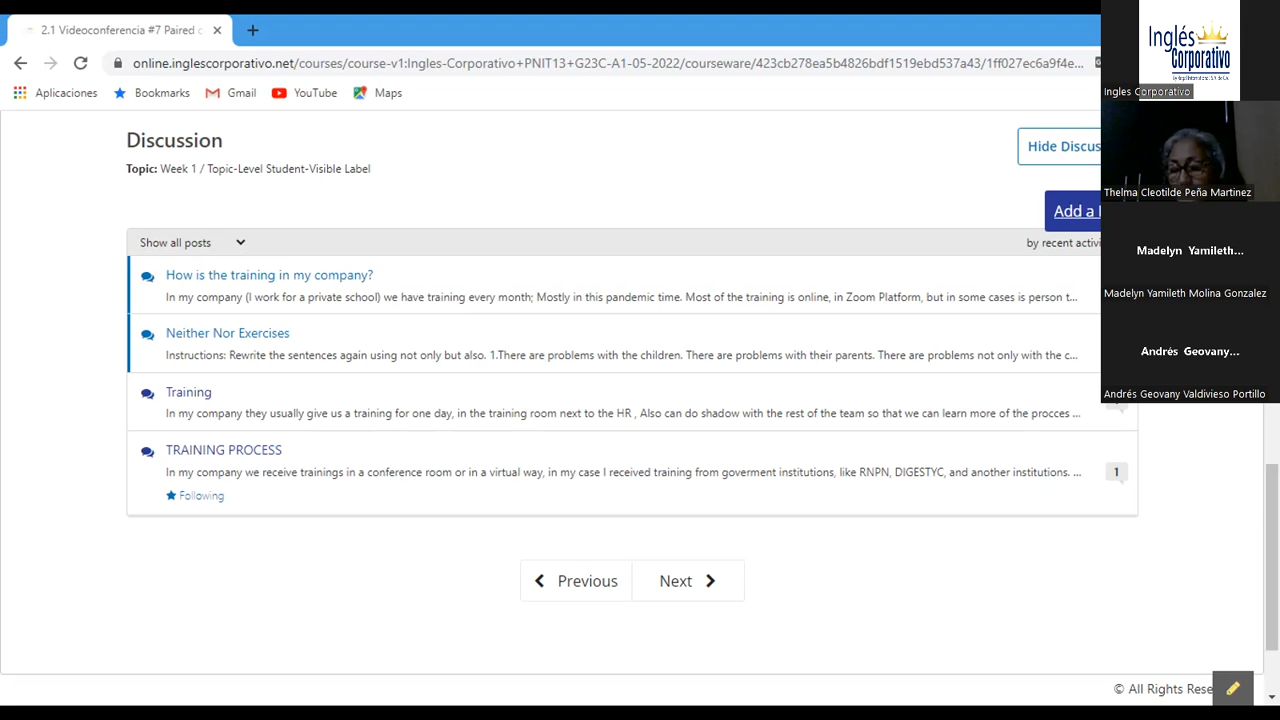 2.1 Videoconferencia #7 Paired c
online.inglescorporativo.net/courses/course-v1:Ingles-Corporativo+PNIT13+G23C-A1-05-2022/courseware/423cb278ea5b4826bdf1519ebd537a43/1ff027ec6a9f4e...
Aplicaciones Bookmarks Gmail YouTube Maps
Discussion
Hide Discus
Topic: Week 1 / Topic-Level Student-Visible Label
Add a
Show all posts
by recent activi
How is the training in my company?
In my company (I work for a private school) we have training every month; Mostly in this pandemic time. Most of the training is online, in Zoom Platform, but in some cases is person t...
Neither Nor Exercises
Instructions: Rewrite the sentences again using not only but also. 1.There are problems with the children. There are problems with their parents. There are problems not only with the c...
Training
In my company they usually give us a training for one day, in the training room next to the HR , Also can do shadow with the rest of the team so that we can learn more of the procces ...
TRAINING PROCESS
In my company we receive trainings in a conference room or in a virtual way, in my case I received training from goverment institutions, like RNPN, DIGESTYC, and another institutions. ...
1
Following
Previous
Next
© All Rights Rese
Inglés
Corporativo
Ingles Corporativo
Thelma Cleotilde Peña Martinez
Madelyn Yamileth...
Madelyn Yamileth Molina Gonzalez
Andrés Geovany...
Andrés Geovany Valdivieso Portillo